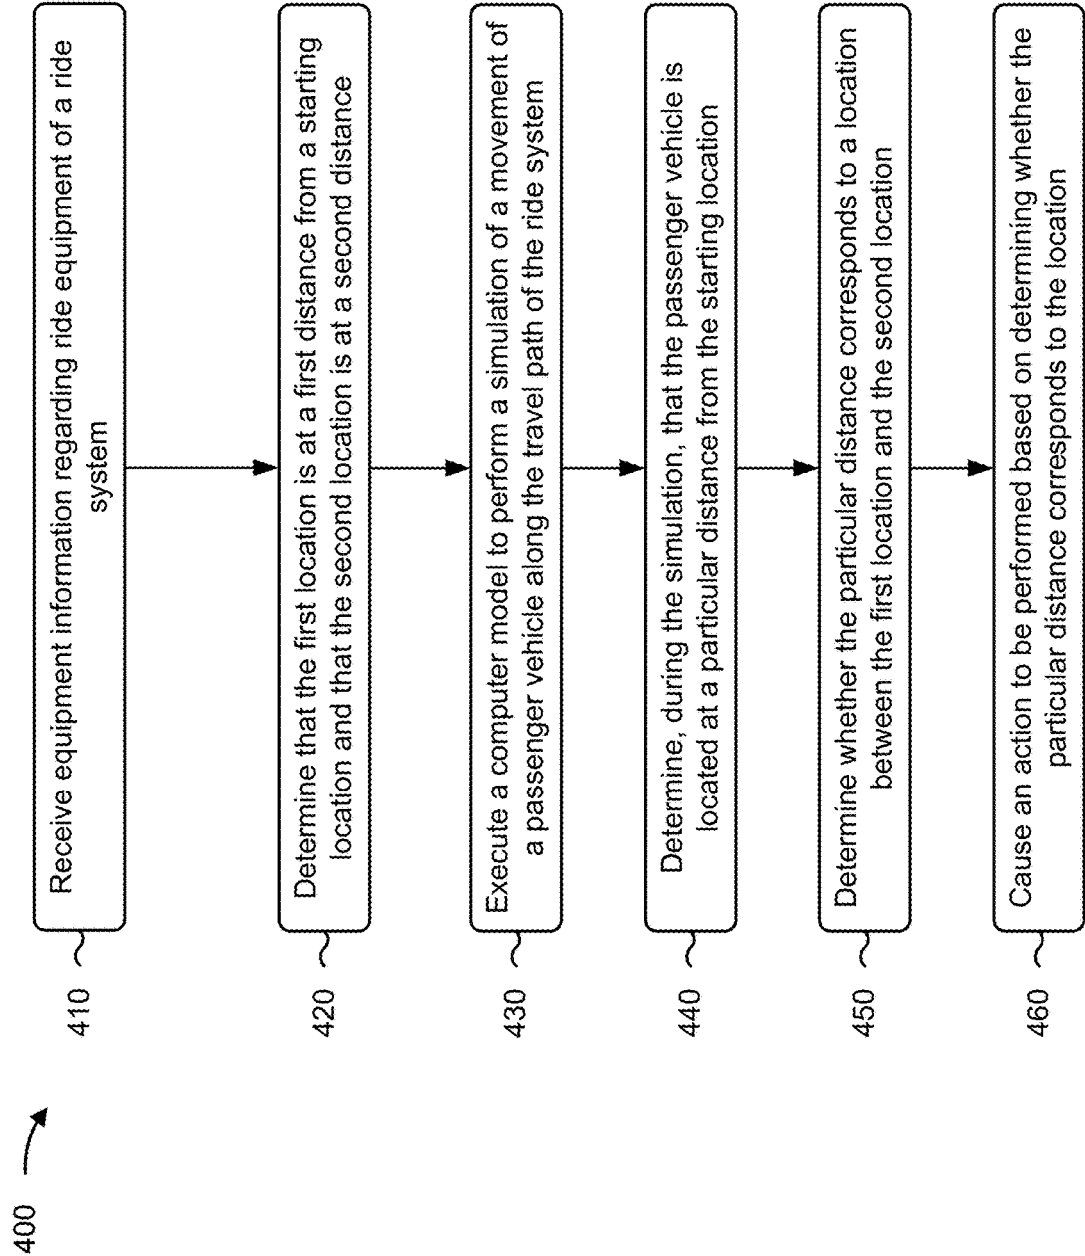 400
410
Receive equipment information regarding ride equipment of a ride
system
420
Determine that the first location is at a first distance from a starting
location and that the second location is at a second distance
430
Execute a computer model to perform a simulation of a movement of
a passenger vehicle along the travel path of the ride system
440
Determine, during the simulation, that the passenger vehicle is
located at a particular distance from the starting location
450
Determine whether the particular distance corresponds to a location
between the first location and the second location
460
Cause an action to be performed based on determining whether the
particular distance corresponds to the location